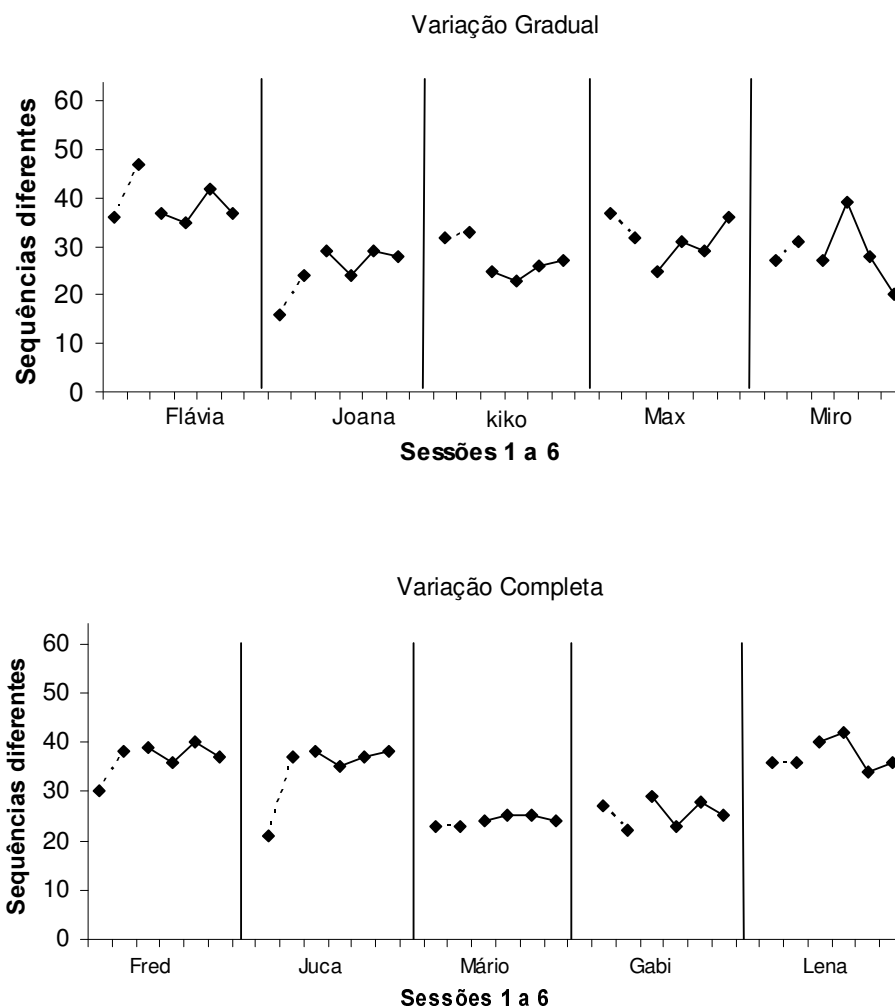 Variação Gradual
Sequências diferentes
60
50
40
30
20
10
0
Flávia Joana kiko Max Miro
Sessões 1 a 6
Variação Completa
Sequências diferentes
60
50
40
30
20
10
0
Fred Juca Mário Gabi Lena
Sessões 1 a 6